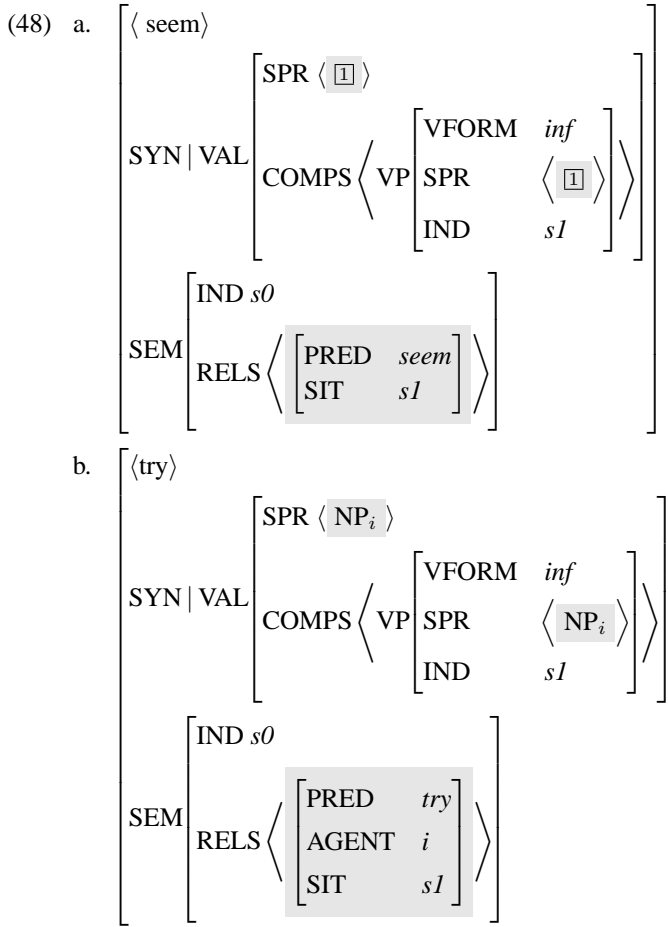 (48) a. ⟨ seem⟩
SPR ⟨ 1 ⟩
SYN | VAL
COMPS ⟨ VP
VFORM inf
SPR ⟨ 1 ⟩
IND s1 ⟩
SEM
IND s0
RELS ⟨
PRED seem
SIT s1 ⟩
b. ⟨try⟩
SPR ⟨ NPᵢ ⟩
SYN | VAL
COMPS ⟨ VP
VFORM inf
SPR ⟨ NPᵢ ⟩
IND s1 ⟩
SEM
IND s0
RELS ⟨
PRED try
AGENT i
SIT s1 ⟩